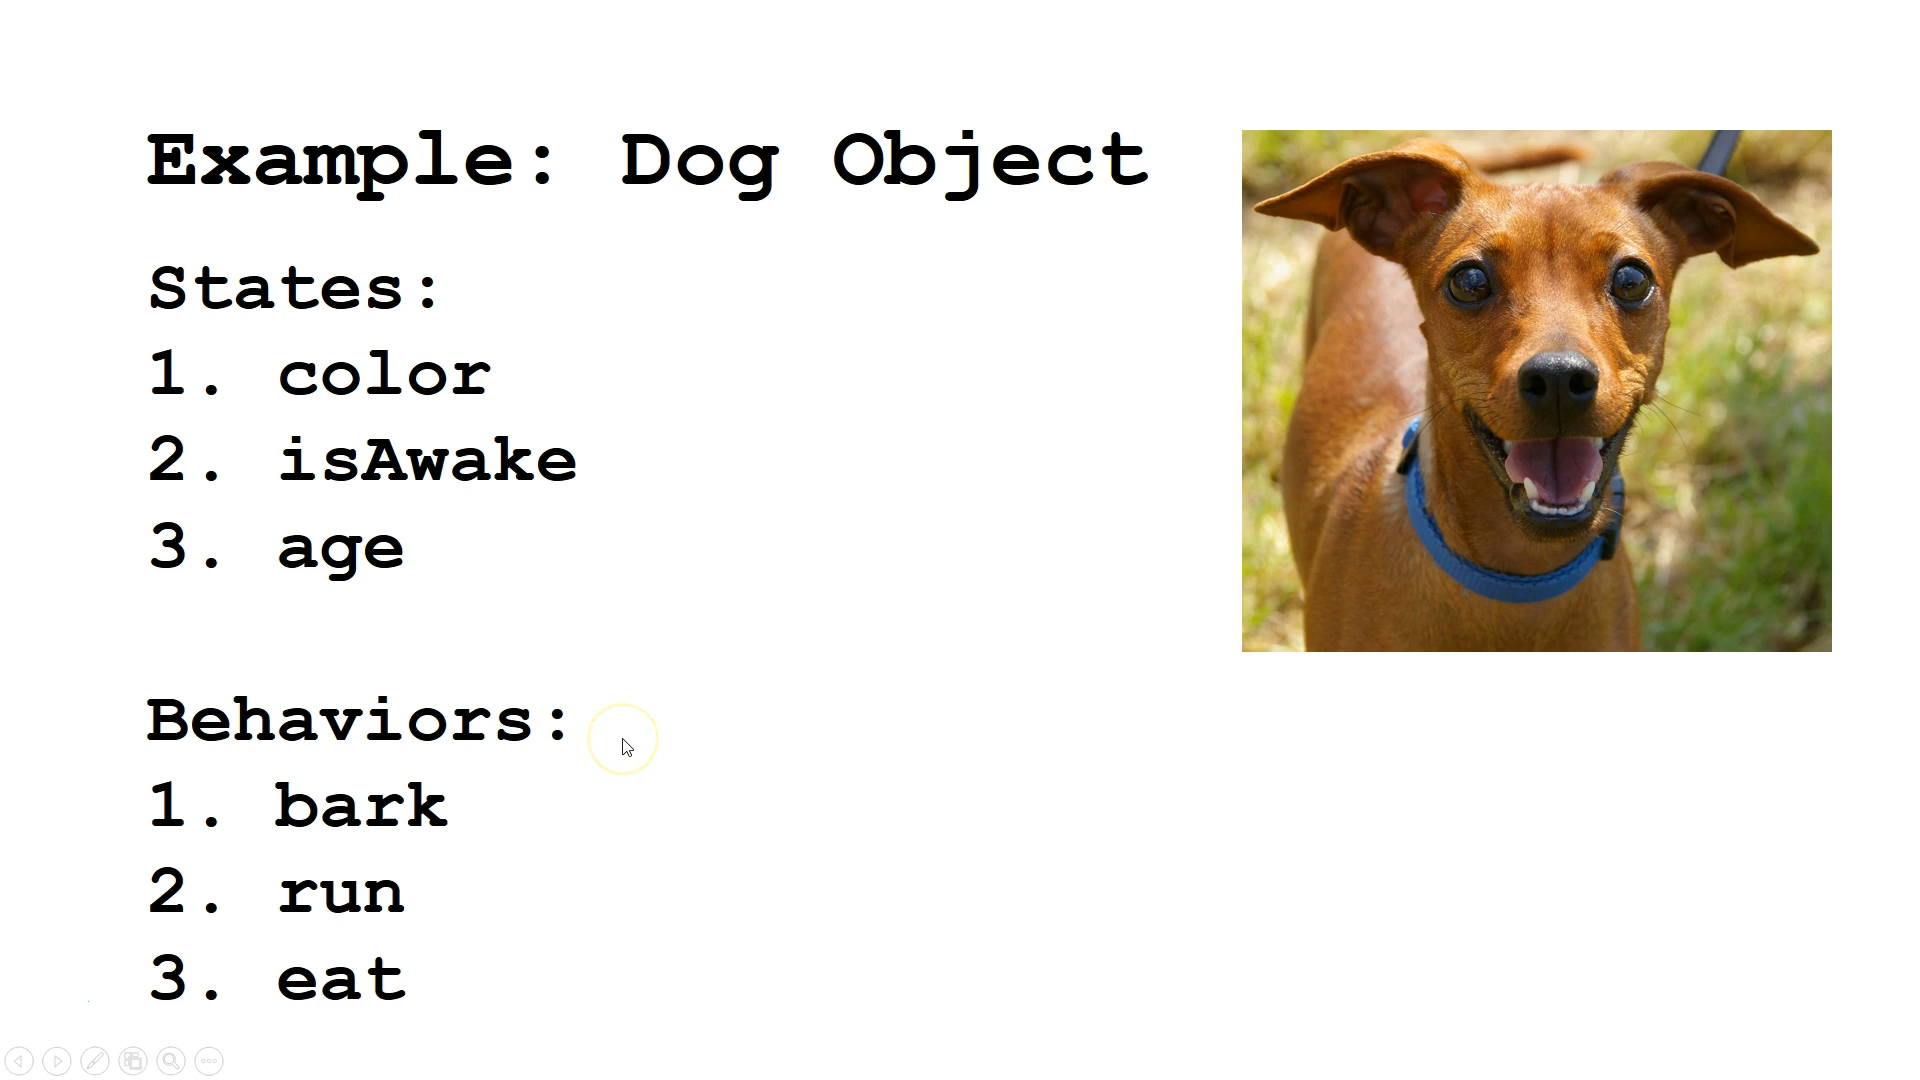 Example: Dog Object
States:
1. color
2. isAwake
3. age
Behaviors:
1. bark
2. run
3. eat